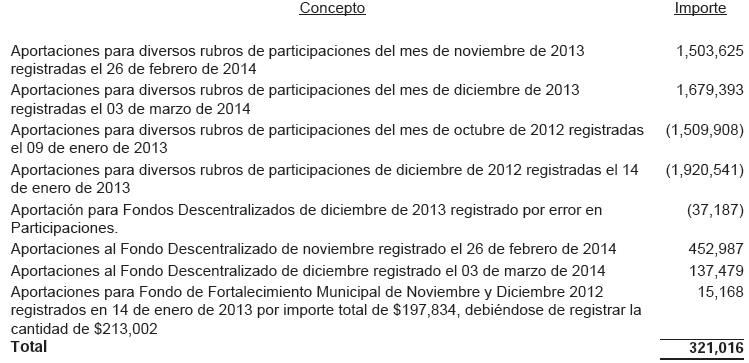 Concepto Importe
Aportaciones para diversos rubros de participaciones del mes de noviembre de 2013 1,503,625
registradas el 26 de febrero de 2014
Aportaciones para diversos rubros de participaciones del mes de diciembre de 2013 1,679,393
registradas el 03 de marzo de 2014
Aportaciones para diversos rubros de participaciones del mes de octubre de 2012 registradas (1,509,908)
el 09 de enero de 2013
Aportaciones para diversos rubros de participaciones de diciembre de 2012 registradas el 14 (1,920,541)
de enero de 2013
Aportación para Fondos Descentralizados de diciembre de 2013 registrado por error en (37,187)
Participaciones.
Aportaciones al Fondo Descentralizado de noviembre registrado el 26 de febrero de 2014 452,987
Aportaciones al Fondo Descentralizado de diciembre registrado el 03 de marzo de 2014 137,479
Aportaciones para Fondo de Fortalecimiento Municipal de Noviembre y Diciembre 2012 15,168
registrados en 14 de enero de 2013 por importe total de $197,834, debiéndose de registrar la
cantidad de $213,002
Total 321,016